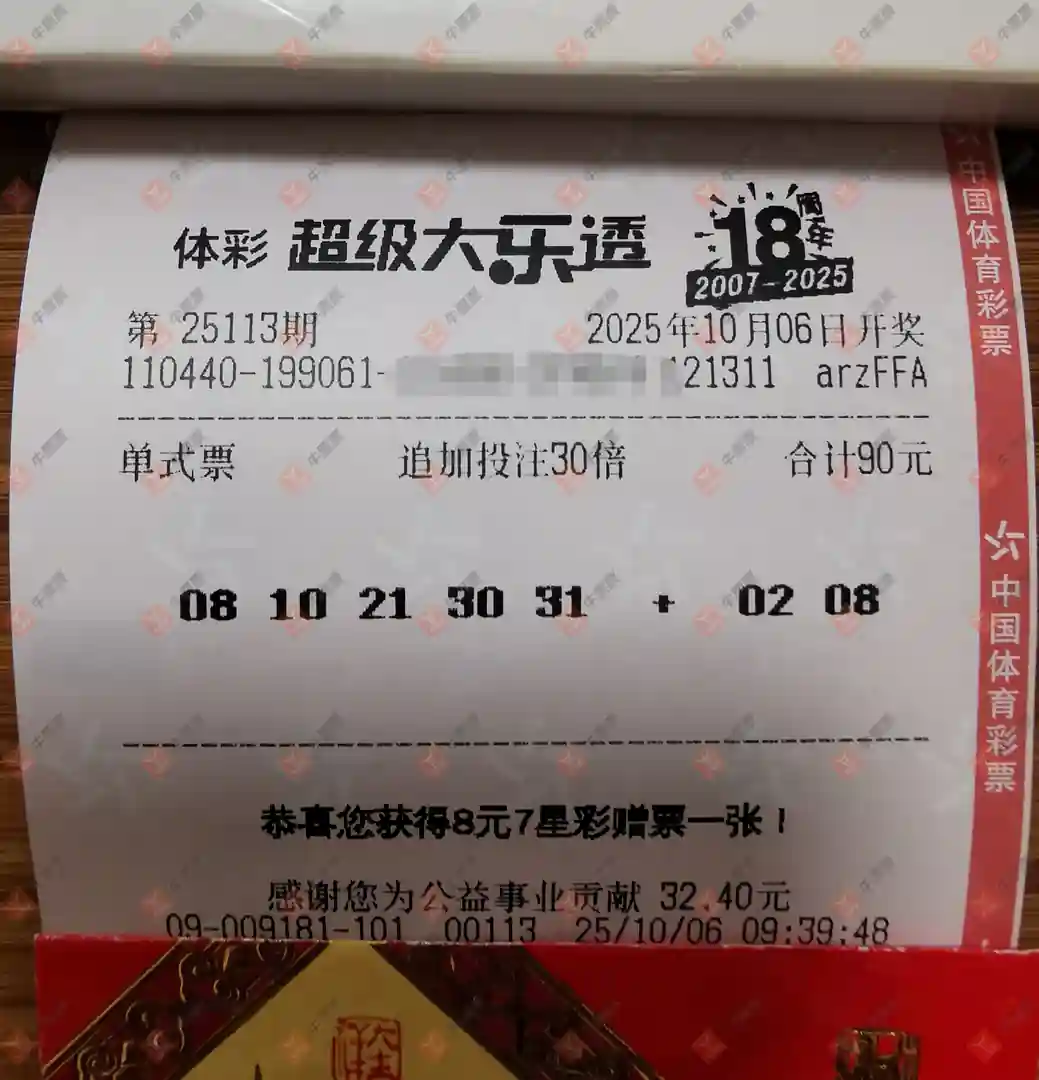 体彩 超级大乐透 18周年
2007-2025
第 25113期 2025年10月06日开奖
110440-199061- 121311 arzFFA
单式票 追加投注30倍 合计90元
08 10 21 30 31 + 02 08
恭喜您获得8元7星彩赠票一张！
感谢您为公益事业贡献 32.40元
09-009181-101 00113 25/10/06 09:39:48
中国体育彩票
中国体育彩票